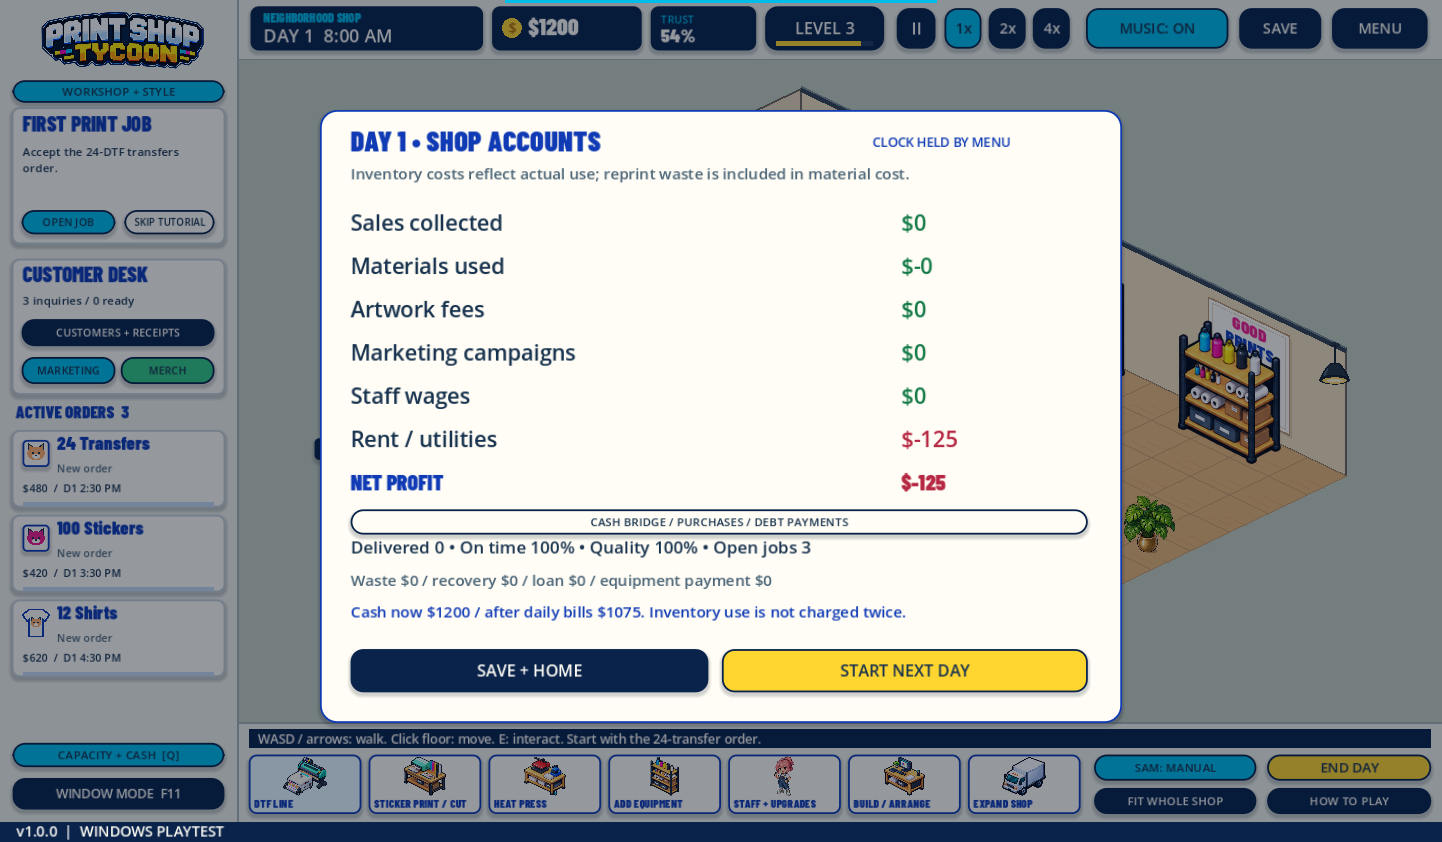 PRINT SHOP
TYCOON
NEIGHBORHOOD SHOP
DAY 1 8:00 AM
$1200
TRUST
54%
LEVEL 3
II
1x
2x
4x
MUSIC: ON
SAVE
MENU
WORKSHOP + STYLE
FIRST PRINT JOB
Accept the 24-DTF transfers
order.
OPEN JOB
SKIP TUTORIAL
CUSTOMER DESK
3 inquiries / 0 ready
CUSTOMERS + RECEIPTS
MARKETING
MERCH
ACTIVE ORDERS 3
24 Transfers
New order
$480 / D1 2:30 PM
100 Stickers
New order
$420 / D1 3:30 PM
12 Shirts
New order
$620 / D1 4:30 PM
CAPACITY + CASH [Q]
WINDOW MODE F11
DAY 1 • SHOP ACCOUNTS
CLOCK HELD BY MENU
Inventory costs reflect actual use; reprint waste is included in material cost.
Sales collected $0
Materials used $-0
Artwork fees $0
Marketing campaigns $0
Staff wages $0
Rent / utilities $-125
NET PROFIT $-125
CASH BRIDGE / PURCHASES / DEBT PAYMENTS
Delivered 0 • On time 100% • Quality 100% • Open jobs 3
Waste $0 / recovery $0 / loan $0 / equipment payment $0
Cash now $1200 / after daily bills $1075. Inventory use is not charged twice.
SAVE + HOME
START NEXT DAY
GOOD
PRINTS
WASD / arrows: walk. Click floor: move. E: interact. Start with the 24-transfer order.
DTF LINE
STICKER PRINT / CUT
HEAT PRESS
ADD EQUIPMENT
STAFF + UPGRADES
BUILD / ARRANGE
EXPAND SHOP
SAM: MANUAL
END DAY
FIT WHOLE SHOP
HOW TO PLAY
v1.0.0 | WINDOWS PLAYTEST